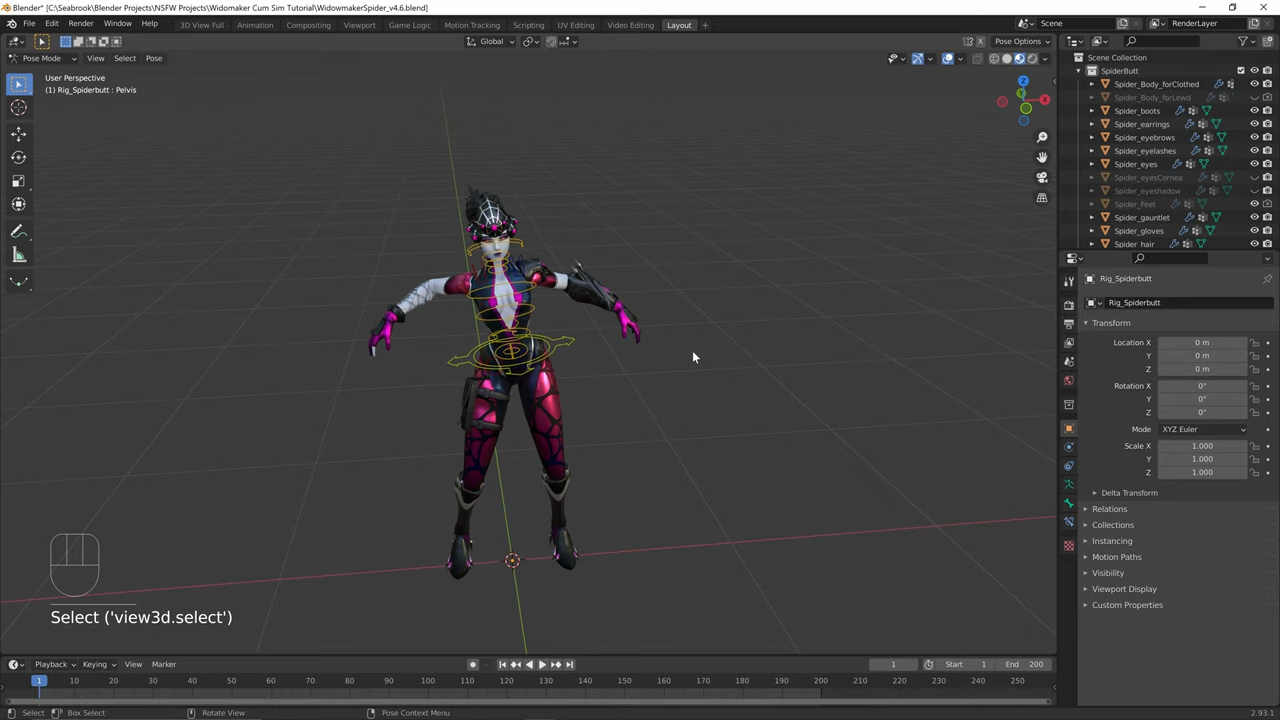 Blender* [C:\Seabrook\Blender Projects\NSFW Projects\Widomaker Cum Sim Tutorial\WidowmakerSpider_v4.6.blend]
File Edit Render Window Help 3D View Full Animation Compositing Scripting UV Editing Video Editing Game Logic Motion Tracking Layout + Scene RenderLayer
Global Pose Options
Pose Mode View Select Pose
User Perspective
(1) Rig_Spiderbutt : Pelvis
Z
Y
X
Scene Collection
SpiderButt
Spider_Body_forClothed
Spider_Body_forLewd
Spider_boots
Spider_earrings
Spider_eyebrows
Spider_eyelashes
Spider_eyes
Spider_eyesCornea
Spider_eyeshadow
Spider_Feet
Spider_gauntlet
Spider_gloves
Spider_hair
Rig_Spiderbutt
Rig_Spiderbutt
Transform
Location X 0 m
Y 0 m
Z 0 m
Rotation X 0°
Y 0°
Z 0°
Mode XYZ Euler
Scale X 1.000
Y 1.000
Z 1.000
Delta Transform
Relations
Collections
Instancing
Motion Paths
Visibility
Viewport Display
Custom Properties
Select ('view3d.select')
Playback Keying View Marker 1 Start 1 End 200
1 10 20 30 40 50 60 70 80 90 100 110 120 130 140 150 160 170 180 190 200 210 220 230 240 250
Select Box Select Rotate View Pose Context Menu 2.93.1